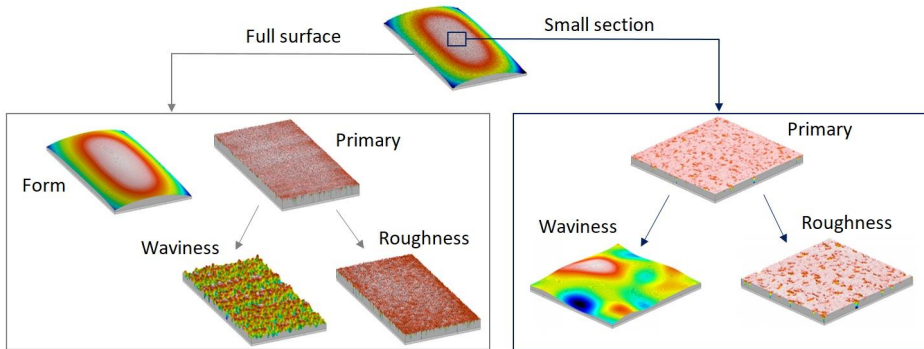 Full surface
Small section
Form
Primary
Waviness
Roughness
Primary
Waviness
Roughness